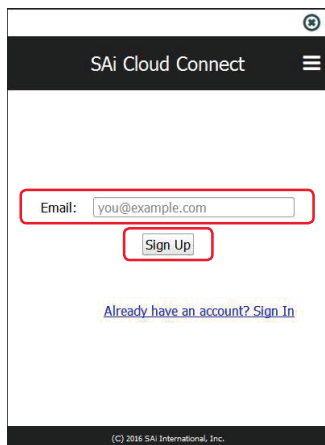 SAi Cloud Connect
Email: you@example.com
Sign Up
Already have an account? Sign In
(C) 2016 SAi International, Inc.